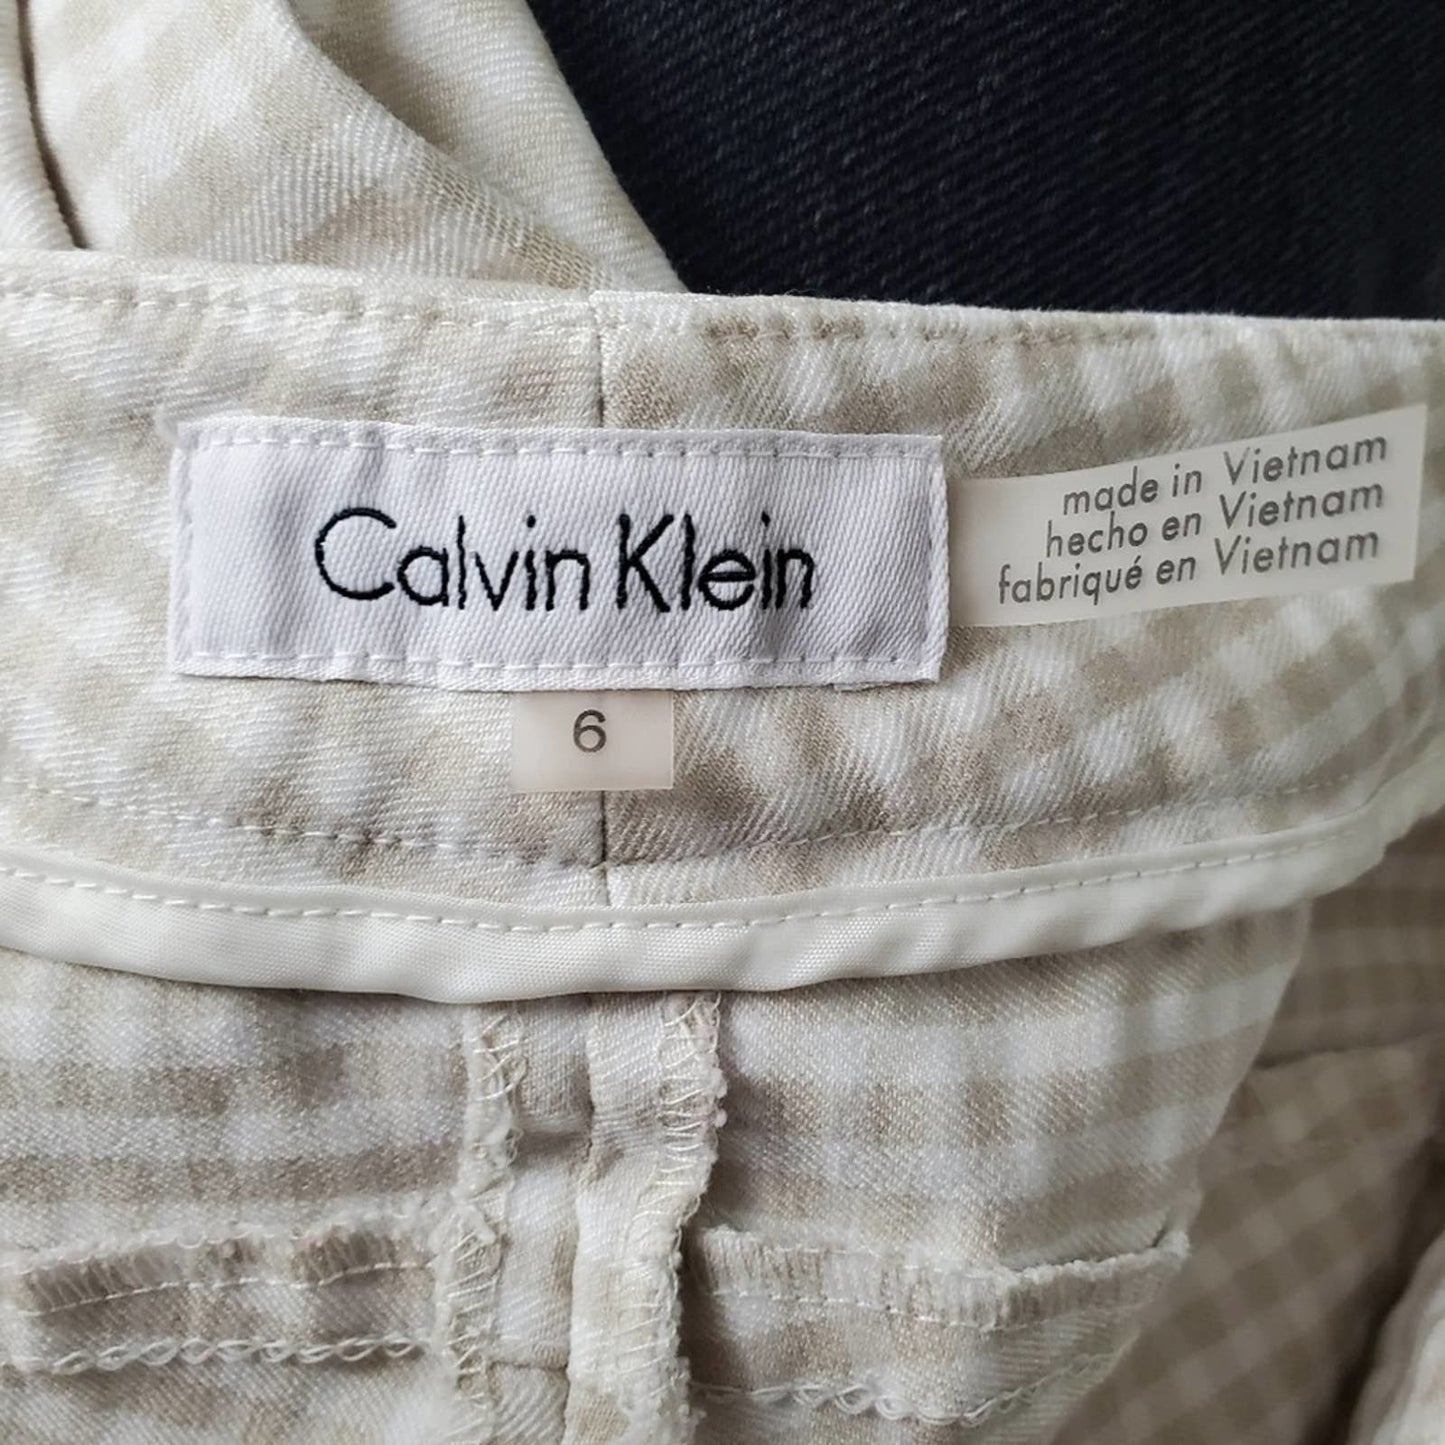 Calvin Klein
made in Vietnam
hecho en Vietnam
fabriqué en Vietnam
6